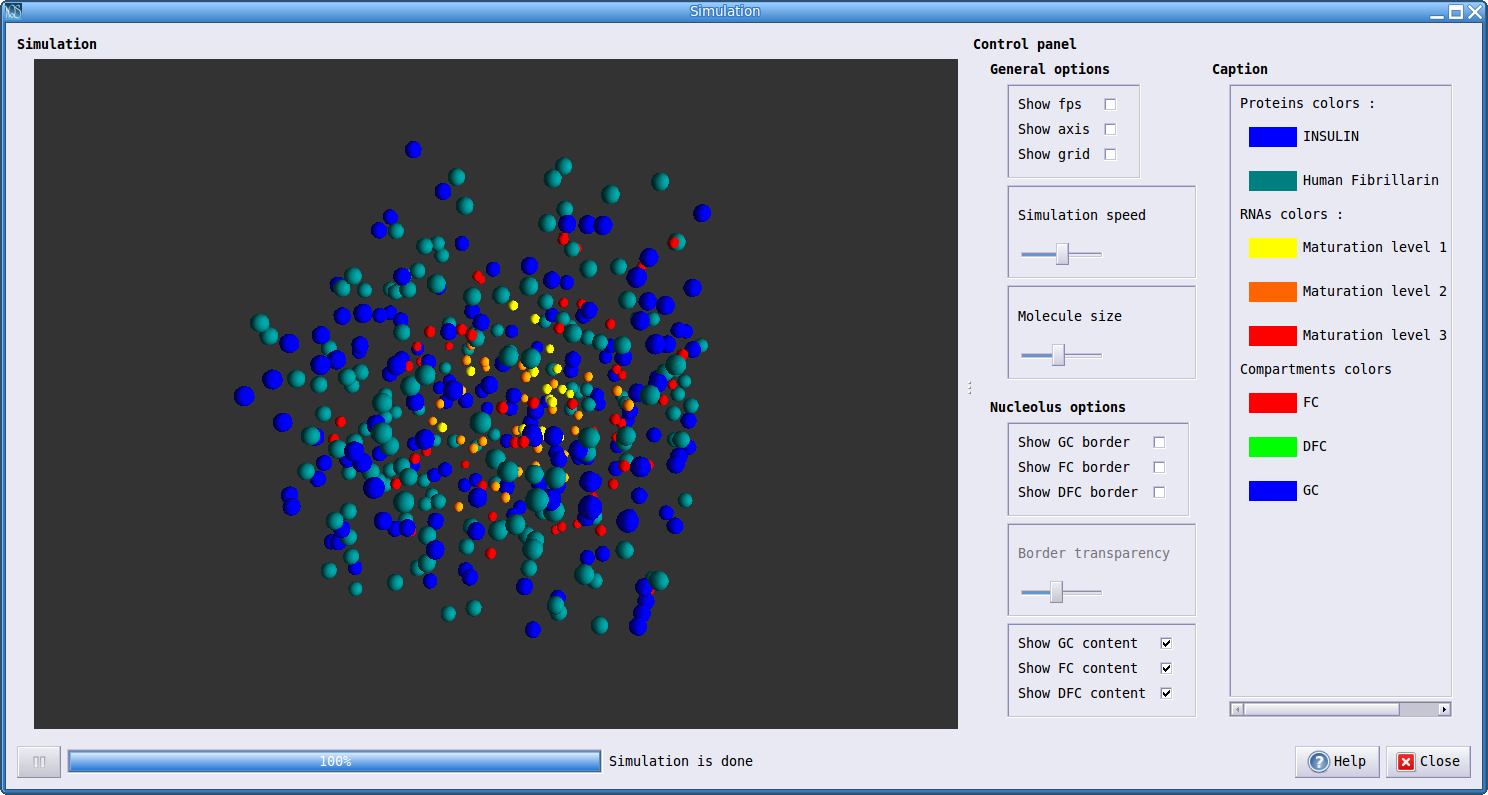 Simulation
Simulation
Control panel
General options
Show fps
Show axis
Show grid
Simulation speed
Molecule size
Nucleolus options
Show GC border
Show FC border
Show DFC border
Border transparency
Show GC content
Show FC content
Show DFC content
Caption
Proteins colors :
INSULIN
Human Fibrillarin
RNAs colors :
Maturation level 1
Maturation level 2
Maturation level 3
Compartments colors
FC
DFC
GC
100%
Simulation is done
Help
Close